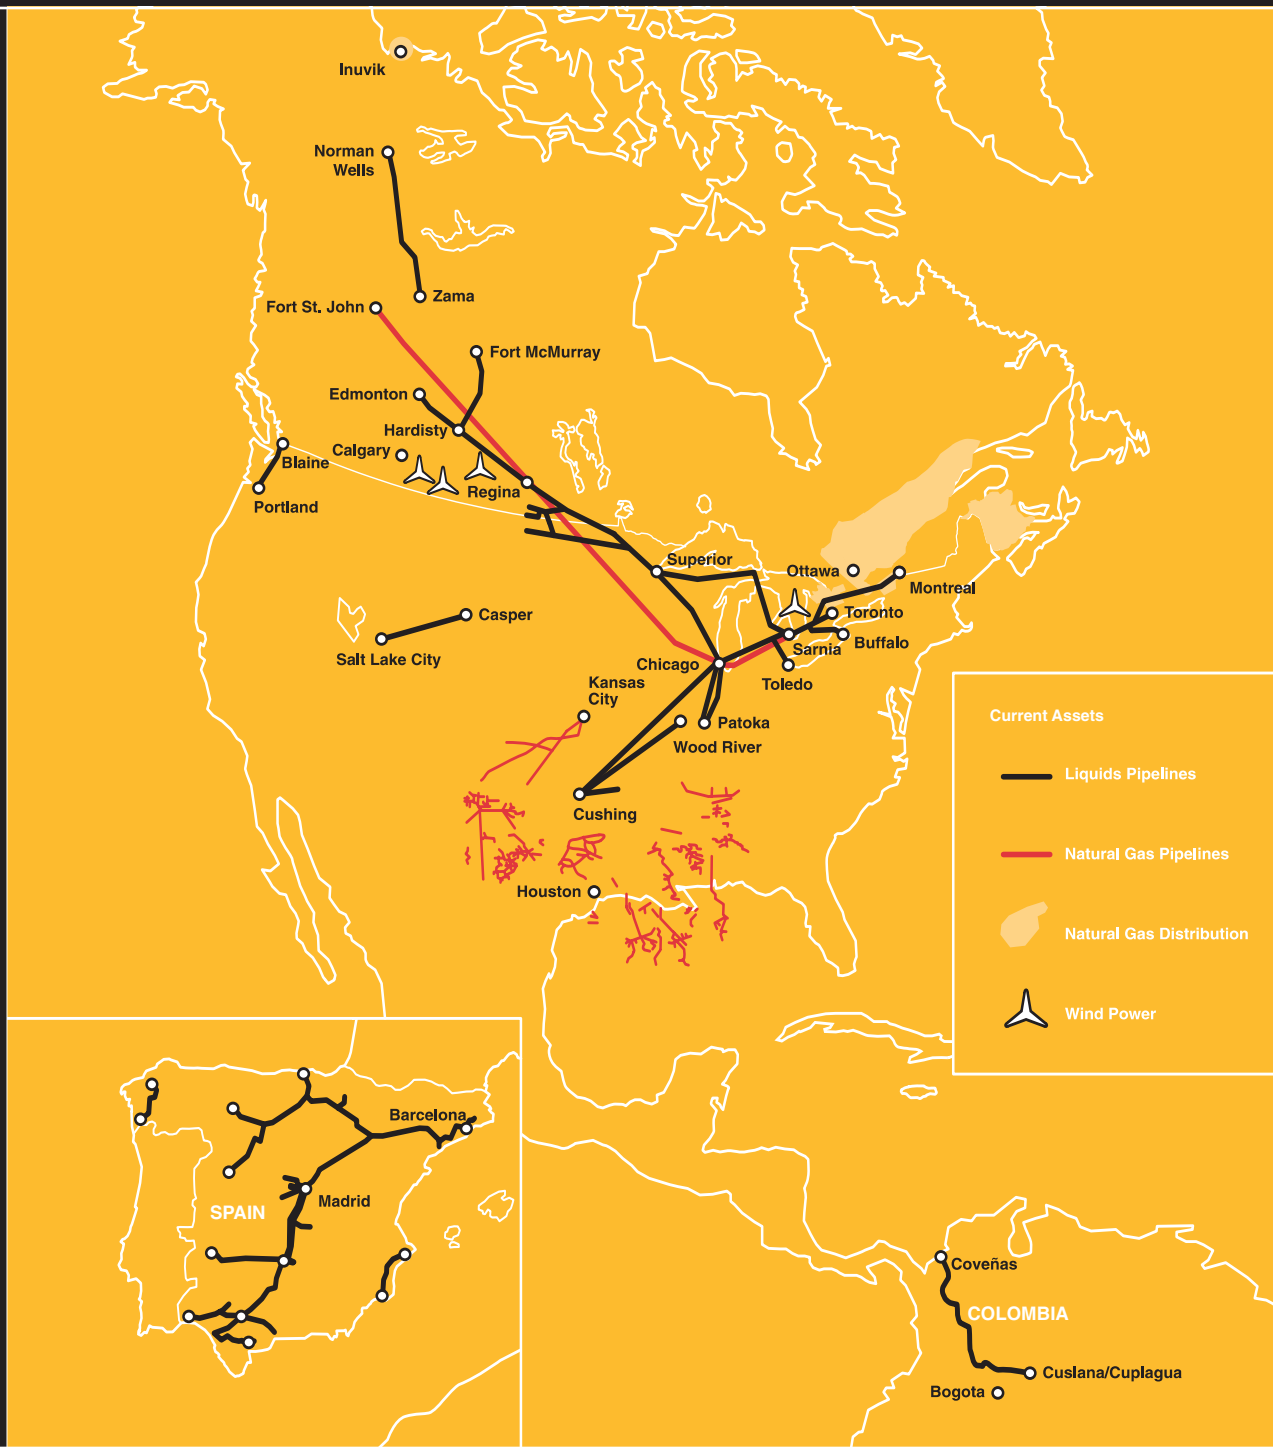 Inuvik
Norman
Wells
Zama
Fort St. John
Fort McMurray
Edmonton
Hardisty
Calgary
Blaine
Regina
Portland
Superior
Ottawa
Montreal
Toronto
Casper
Sarnia
Buffalo
Salt Lake City
Chicago
Toledo
Kansas
City
Patoka
Wood River
Cushing
Houston
Current Assets
Liquids Pipelines
Natural Gas Pipelines
Natural Gas Distribution
Wind Power
Barcelona
Madrid
SPAIN
Coveñas
COLOMBIA
Cuslana/Cuplagua
Bogota